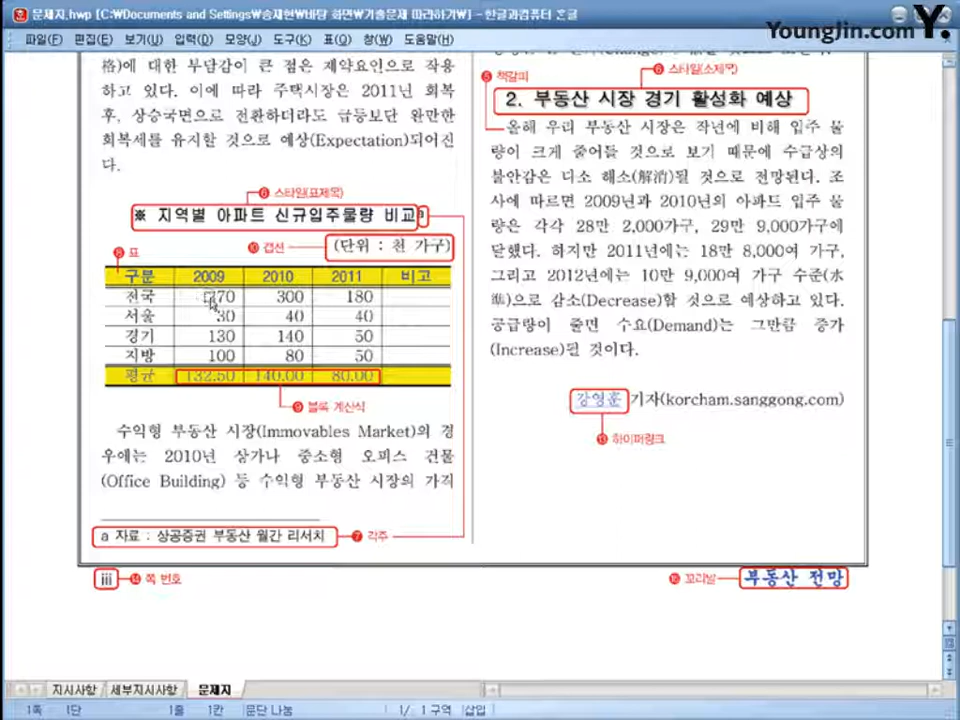 문제지.hwp [C:₩Documents and Settings₩송재현₩바탕 화면₩기출문제 따라하기₩] - 한글과컴퓨터 한글
YoungJin.com Y.
파일(F) 편집(E) 보기(U) 입력(D) 모양(J) 도구(K) 표(Q) 창(W) 도움말(H)
格)에 대한 부담감이 큰 점은 제약요인으로 작용
하고 있다. 이에 따라 주택시장은 2011년 회복
후, 상승국면으로 전환하더라도 급등보단 완만한
회복세를 유지할 것으로 예상(Expectation)되어진
다.
⑥ 스타일(표제목)
※ 지역별 아파트 신규입주물량 비교a
⑩ 캡션
(단위 : 천 가구)
⑧ 표
구분 2009 2010 2011 비고
전국 270 300 180
서울 30 40 40
경기 130 140 50
지방 100 80 50
평균 132.50 140.00 80.00
⑨ 블록 계산식
수익형 부동산 시장(Immovables Market)의 경
우에는 2010년 상가나 중소형 오피스 건물
(Office Building) 등 수익형 부동산 시장의 가격
a 자료 : 상공증권 부동산 월간 리서치
⑦ 각주
iii
⑭ 쪽 번호
⑤ 책갈피
⑥ 스타일(소제목)
2. 부동산 시장 경기 활성화 예상
올해 우리 부동산 시장은 작년에 비해 입주 물
량이 크게 줄어들 것으로 보기 때문에 수급상의
불안감은 다소 해소(解消)될 것으로 전망된다. 조
사에 따르면 2009년과 2010년의 아파트 입주 물
량은 각각 28만 2,000가구, 29만 9,000가구에
달했다. 하지만 2011년에는 18만 8,000여 가구,
그리고 2012년에는 10만 9,000여 가구 수준(水
準)으로 감소(Decrease)할 것으로 예상하고 있다.
공급량이 줄면 수요(Demand)는 그만큼 증가
(Increase)될 것이다.
강영훈 기자(korcham.sanggong.com)
⑬ 하이퍼링크
꼬리말
부동산 전망
지시사항 세부지시사항 문제지
1쪽 1단 1줄 1칸 문단 나눔 1/ 1 구역 삽입